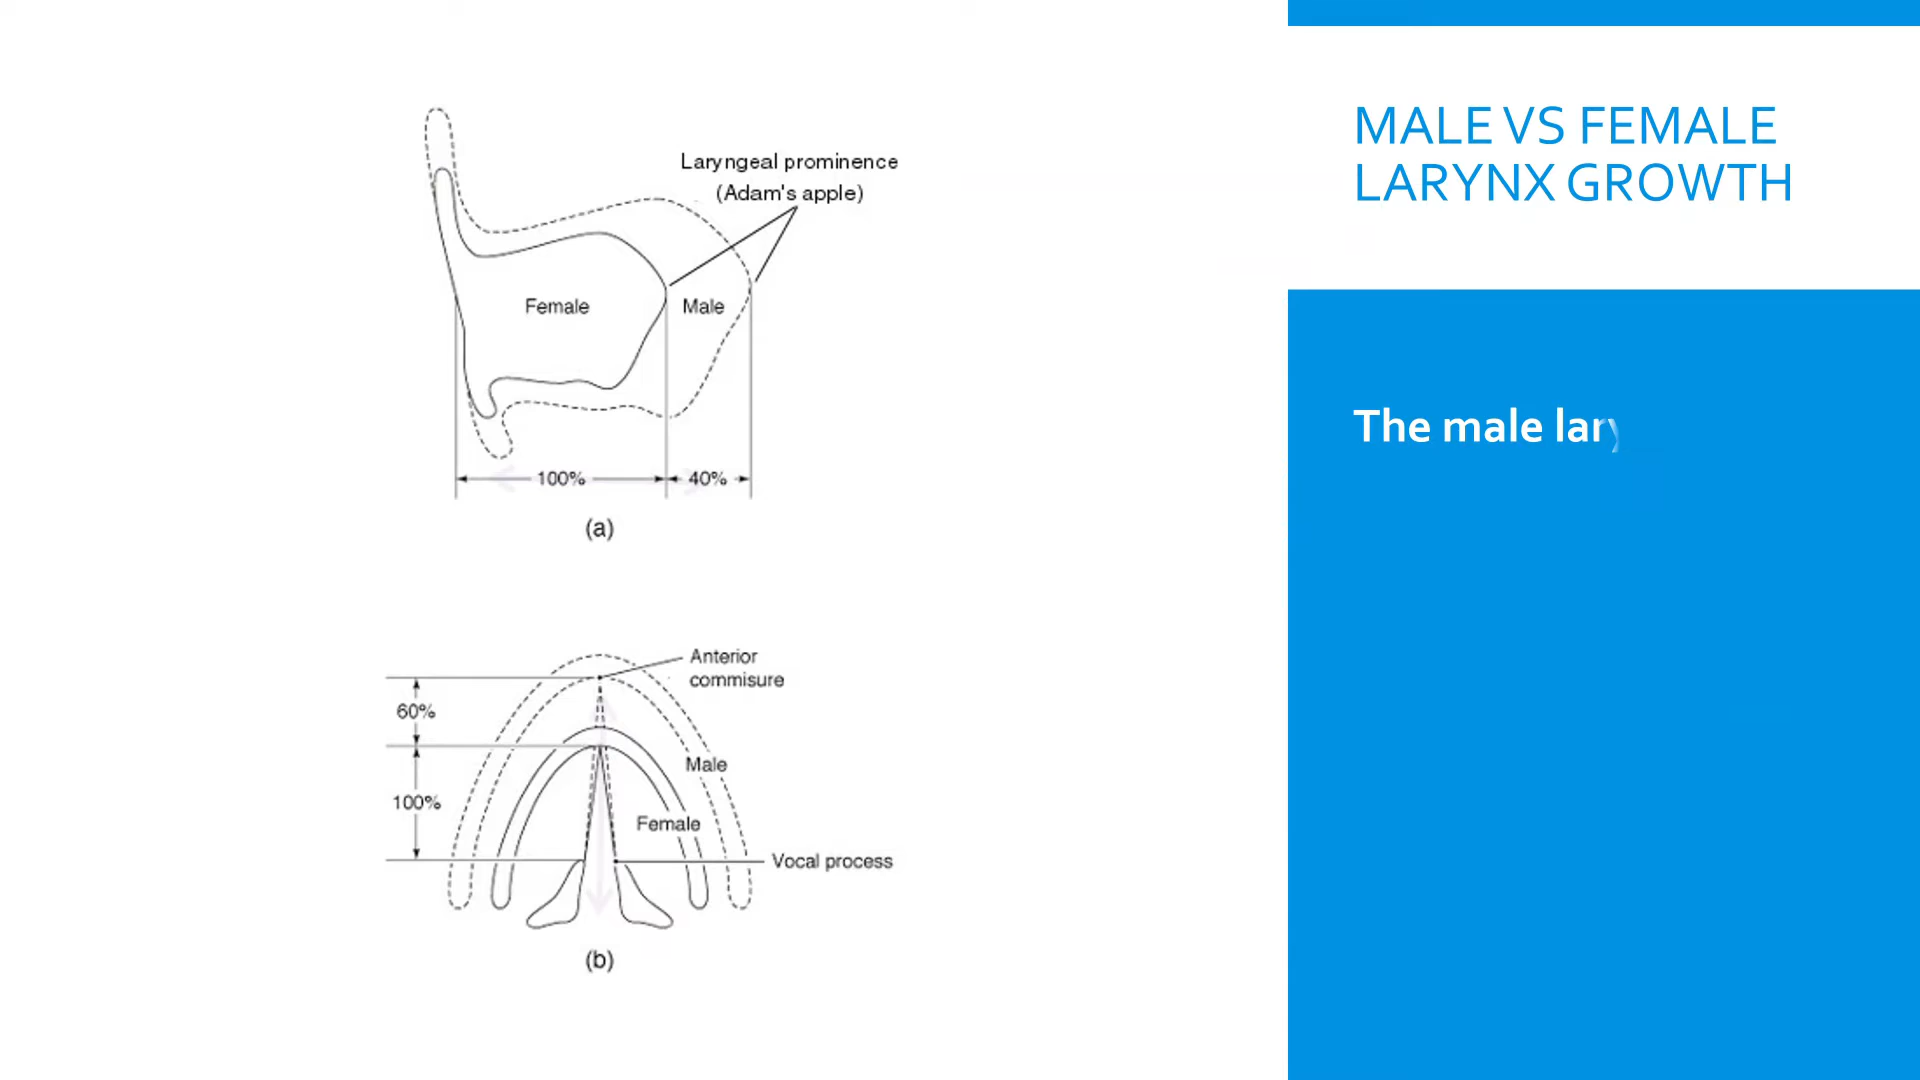 MALE VS FEMALE
LARYNX GROWTH
The male lary
Laryngeal prominence
(Adam's apple)
Female
Male
100%
40%
(a)
Anterior
commisure
60%
Male
100%
Female
Vocal process
(b)